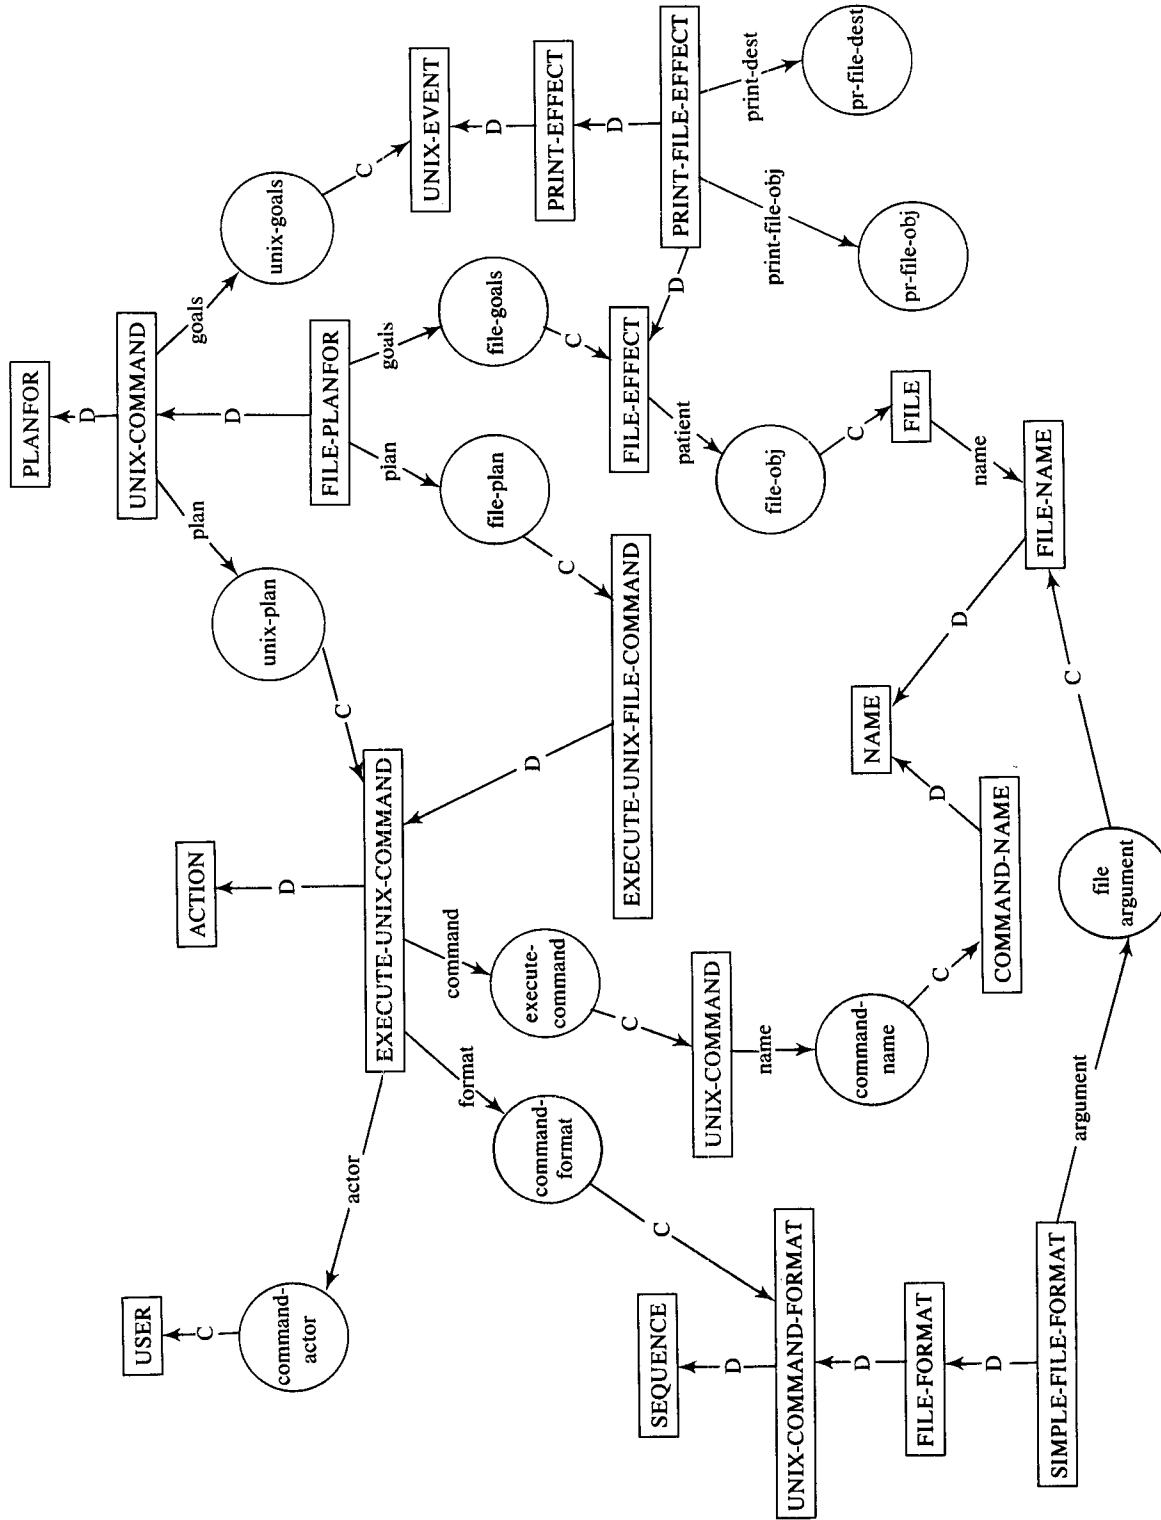 PLANFOR
D
UNIX-COMMAND
USER
ACTION
plan
goals
C
D
unix-plan
unix-goals
command-
actor
D
FILE-PLANFOR
C
actor
C
EXECUTE-UNIX-COMMAND
pian
goais
UNIX-EVENT
command
format
file-plan
file-goals
D
execute-
command
command-
format
D
C
C
PRINT-EFFECT
D
C
FILE-EFFECT
EXECUTE-UNIX-FILE-COMMAND
C
SEQUENCE
C
D
PRINT-FILE-EFFECT
patient
UNIX-COMMAND
D
print-file-obj
print-dest
name
file-obj
UNIX-COMMAND-FORMAT
C
pr-file-dest
D
command-
name
NAME
FILE
pr-file-obj
FILE-FORMAT
C
D
D
name
D
COMMAND-NAME
FILE-NAME
SIMPLE-FILE-FORMAT
C
argument
file
argument